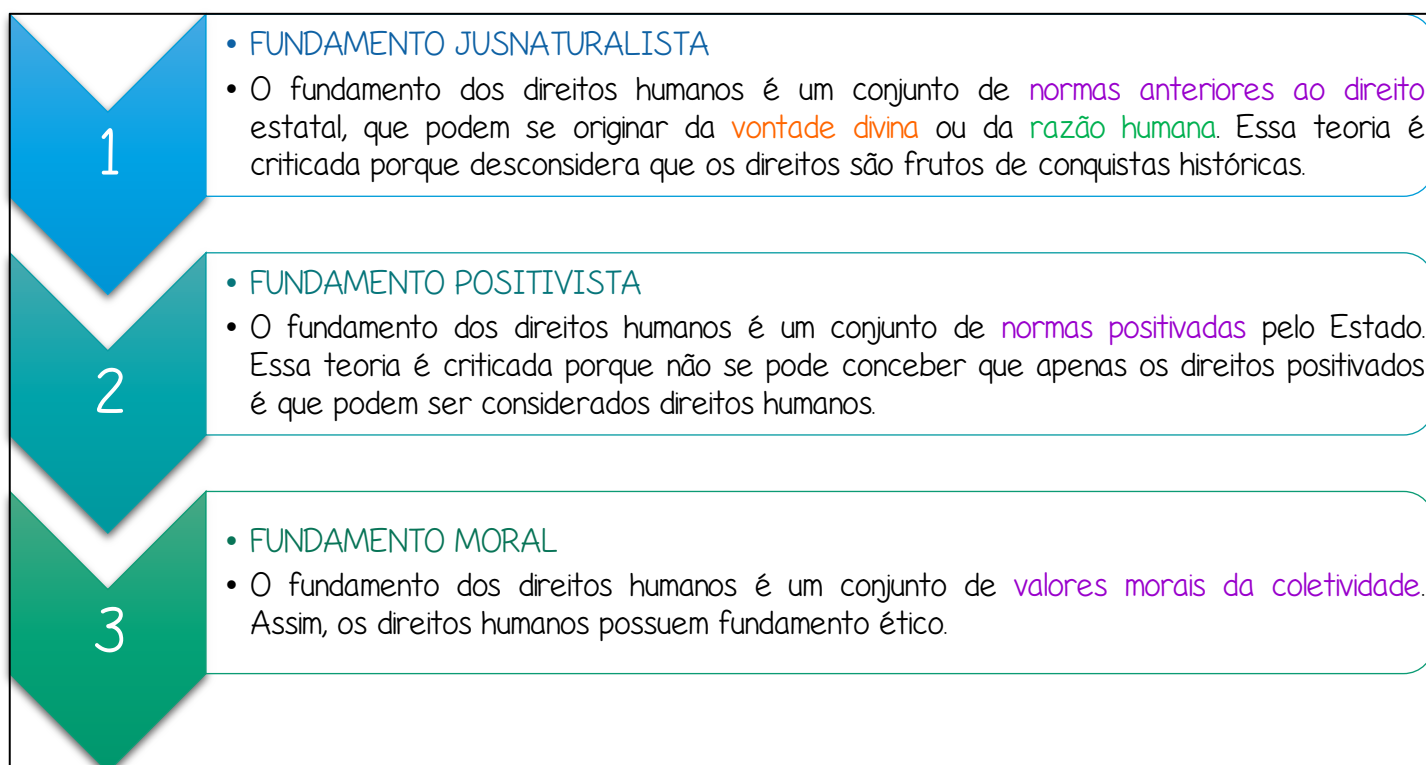 1
• FUNDAMENTO JUSNATURALISTA
• O fundamento dos direitos humanos é um conjunto de normas anteriores ao direito
estatal, que podem se originar da vontade divina ou da razão humana. Essa teoria é
criticada porque desconsidera que os direitos são frutos de conquistas históricas.
2
• FUNDAMENTO POSITIVISTA
• O fundamento dos direitos humanos é um conjunto de normas positivadas pelo Estado.
Essa teoria é criticada porque não se pode conceber que apenas os direitos positivados
é que podem ser considerados direitos humanos.
3
• FUNDAMENTO MORAL
• O fundamento dos direitos humanos é um conjunto de valores morais da coletividade.
Assim, os direitos humanos possuem fundamento ético.